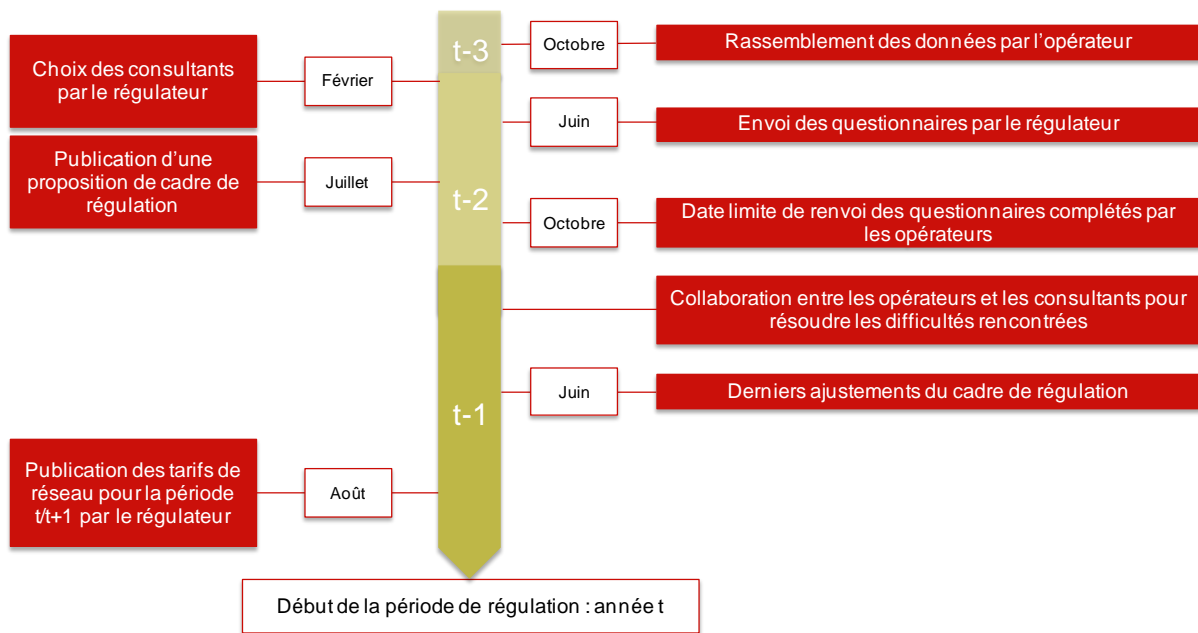 t-3
Octobre
Rassemblement des données par l'opérateur
Choix des consultants
par le régulateur
Février
Juin
Envoi des questionnaires par le régulateur
Publication d'une
proposition de cadre de
régulation
Juillet
t-2
Octobre
Date limite de renvoi des questionnaires complétés par
les opérateurs
Collaboration entre les opérateurs et les consultants pour
résoudre les difficultés rencontrées
Juin
Derniers ajustements du cadre de régulation
t-1
Publication des tarifs de
réseau pour la période
t/t+1 par le régulateur
Août
Début de la période de régulation : année t